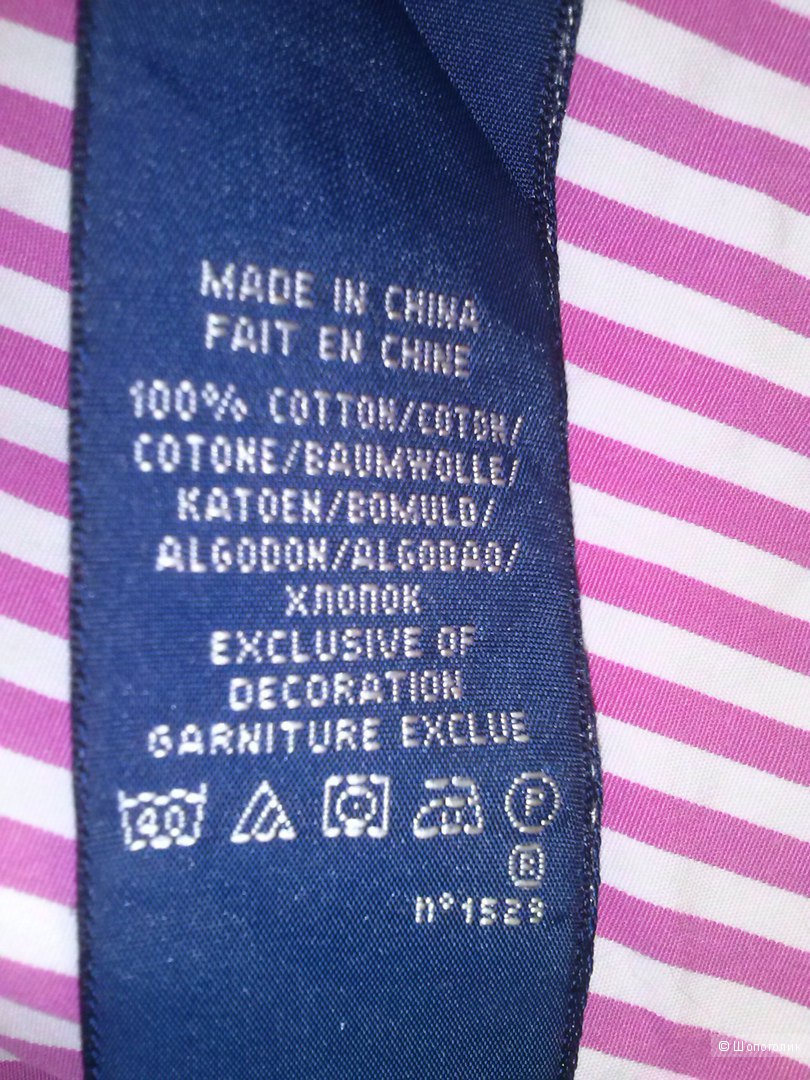 MADE IN CHINA
FAIT EN CHINE
100% COTTON/COTON/
COTONE/BAUMWOLLE/
KATOEN/BOMULD/
ALGODON/ALGODAO/
ХЛОПОК
EXCLUSIVE OF
DECORATION
GARNITURE EXCLUE
40 P
B
n°1529
© Шопоголик